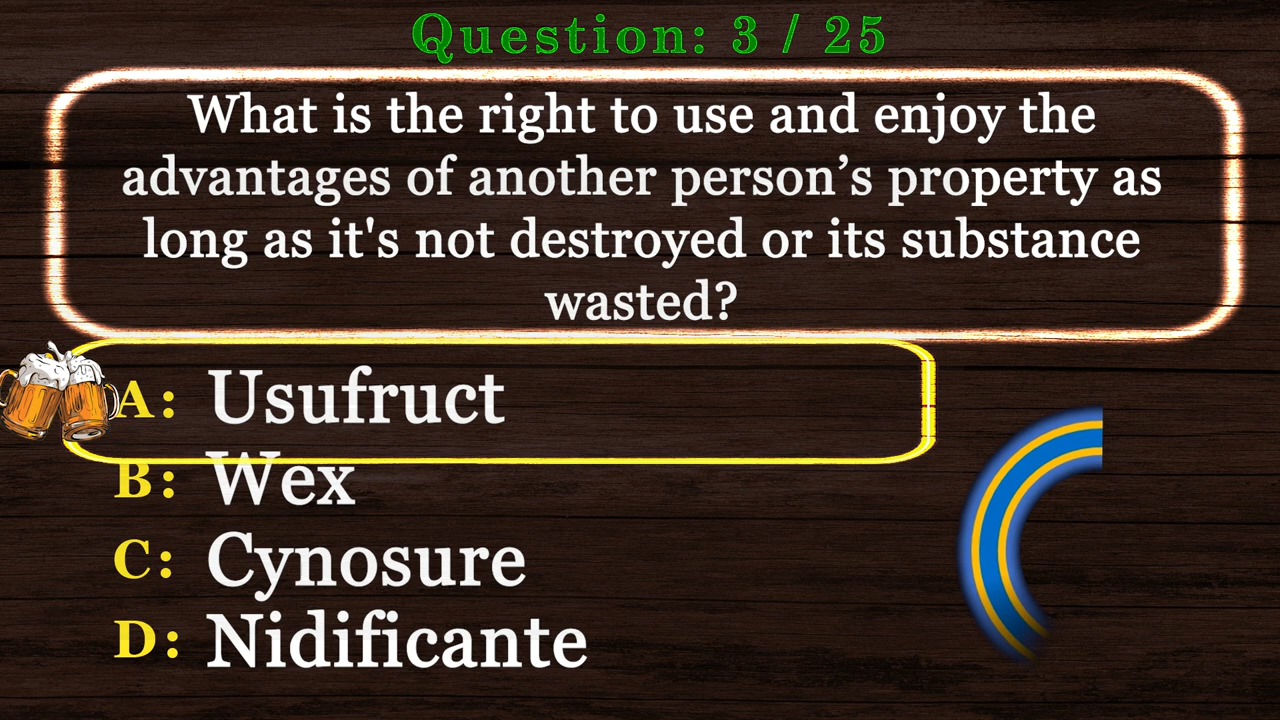 Question: 3 / 25
What is the right to use and enjoy the
advantages of another person’s property as
long as it's not destroyed or its substance
wasted?
A: Usufruct
B: Wex
C: Cynosure
D: Nidificante